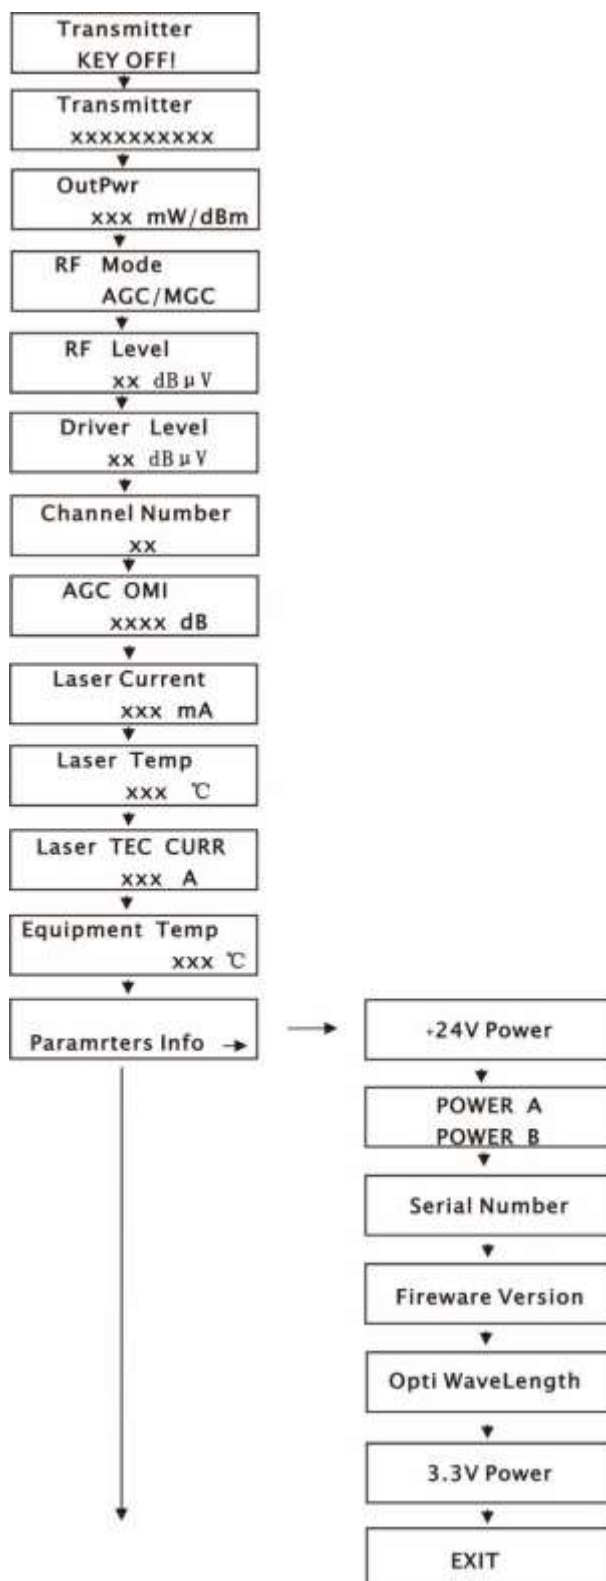 Transmitter
KEY OFF!
Transmitter
xxxxxxxxxx
OutPwr
xxx mW/dBm
RF Mode
AGC/MGC
RF Level
xx dBμV
Driver Level
xx dBμV
Channel Number
xx
AGC OMI
xxxx dB
Laser Current
xxx mA
Laser Temp
xxx ℃
Laser TEC CURR
xxx A
Equipment Temp
xxx ℃
Paramrters Info →
+24V Power
POWER A
POWER B
Serial Number
Fireware Version
Opti WaveLength
3.3V Power
EXIT